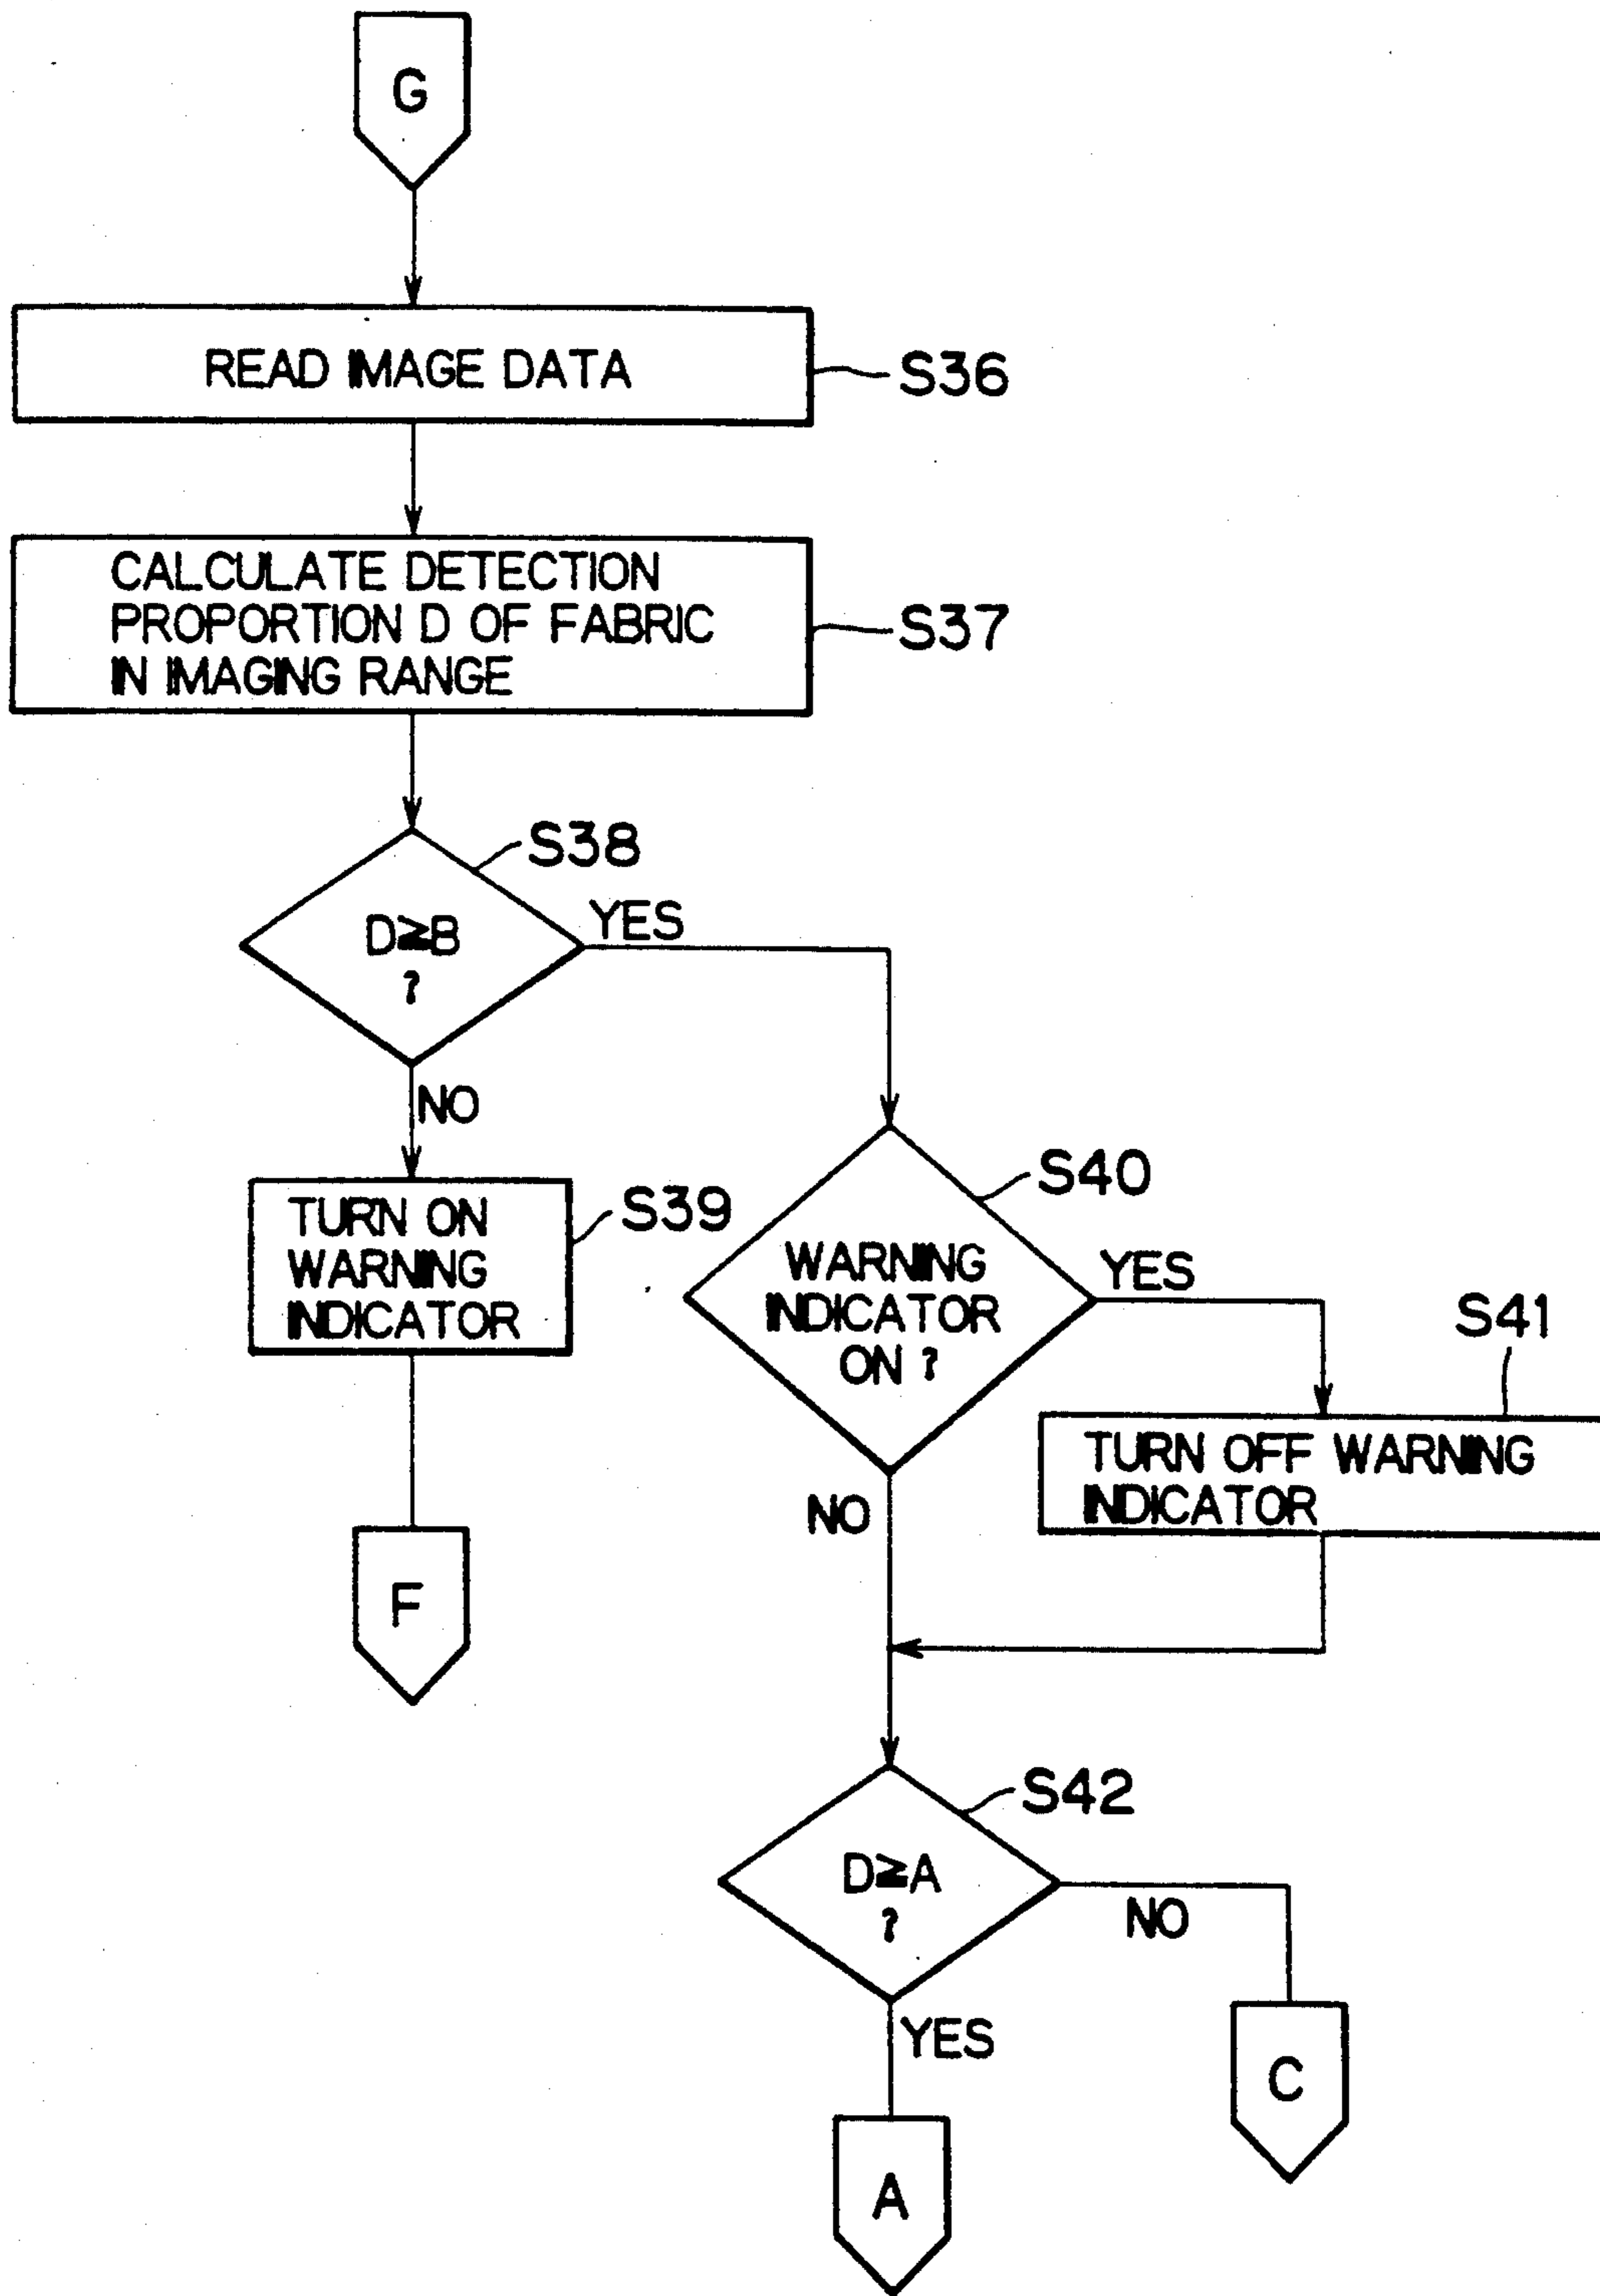 G
READ IMAGE DATA
S36
CALCULATE DETECTION
PROPORTION D OF FABRIC
IN IMAGING RANGE
S37
S38
D≧B
?
YES
NO
TURN ON
WARNING
INDICATOR
S39
S40
WARNING
INDICATOR
ON ?
YES
S41
TURN OFF WARNING
INDICATOR
NO
F
S42
D≧A
?
NO
YES
C
A